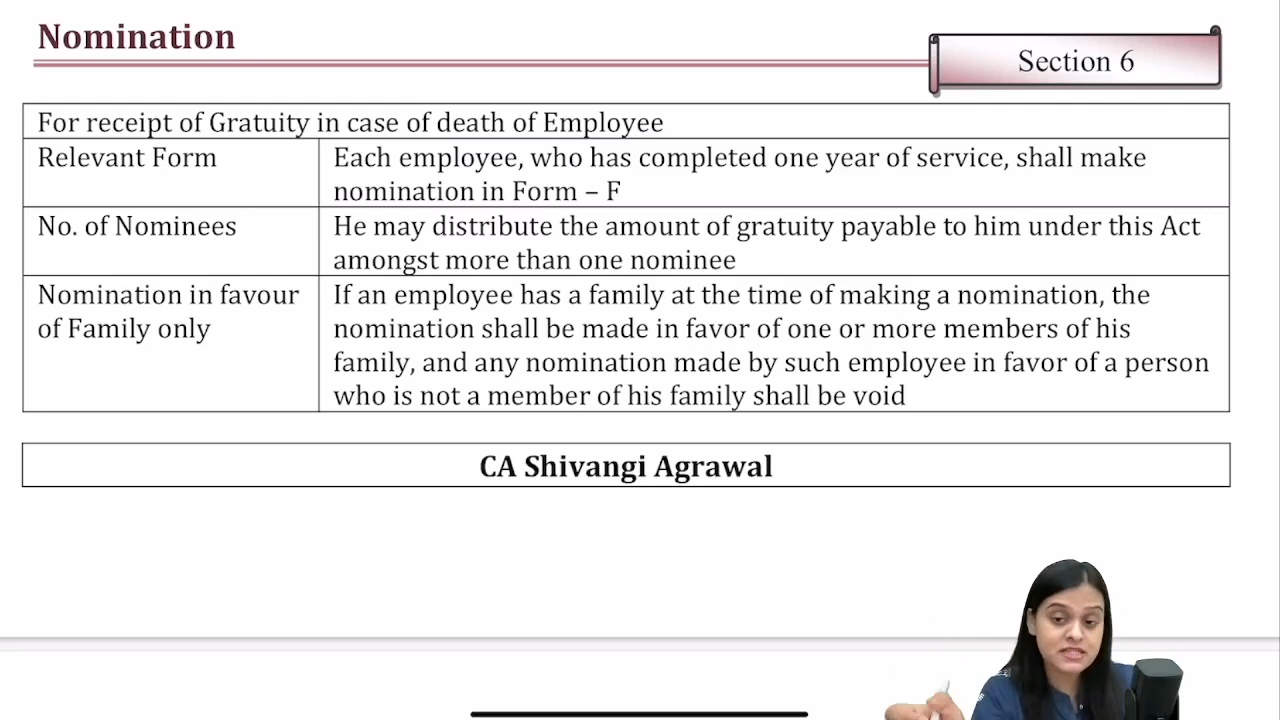 Nomination
Section 6
For receipt of Gratuity in case of death of Employee
Relevant Form
Each employee, who has completed one year of service, shall make
nomination in Form – F
No. of Nominees
He may distribute the amount of gratuity payable to him under this Act
amongst more than one nominee
Nomination in favour
of Family only
If an employee has a family at the time of making a nomination, the
nomination shall be made in favor of one or more members of his
family, and any nomination made by such employee in favor of a person
who is not a member of his family shall be void
CA Shivangi Agrawal